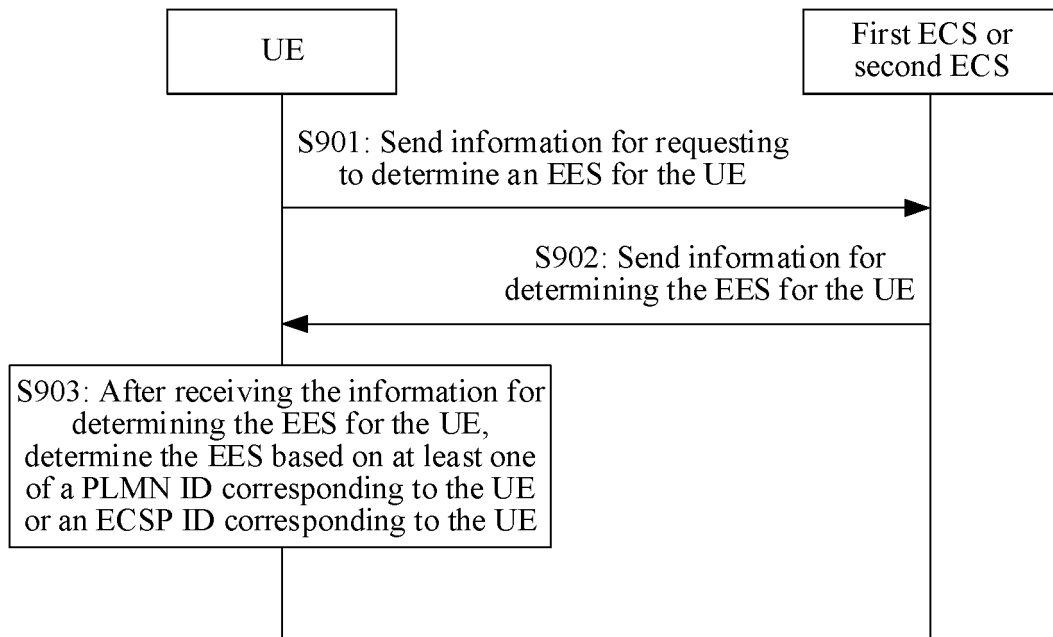 UE
First ECS or
second ECS
S901: Send information for requesting
to determine an EES for the UE
S902: Send information for
determining the EES for the UE
S903: After receiving the information for
determining the EES for the UE,
determine the EES based on at least one
of a PLMN ID corresponding to the UE
or an ECSP ID corresponding to the UE